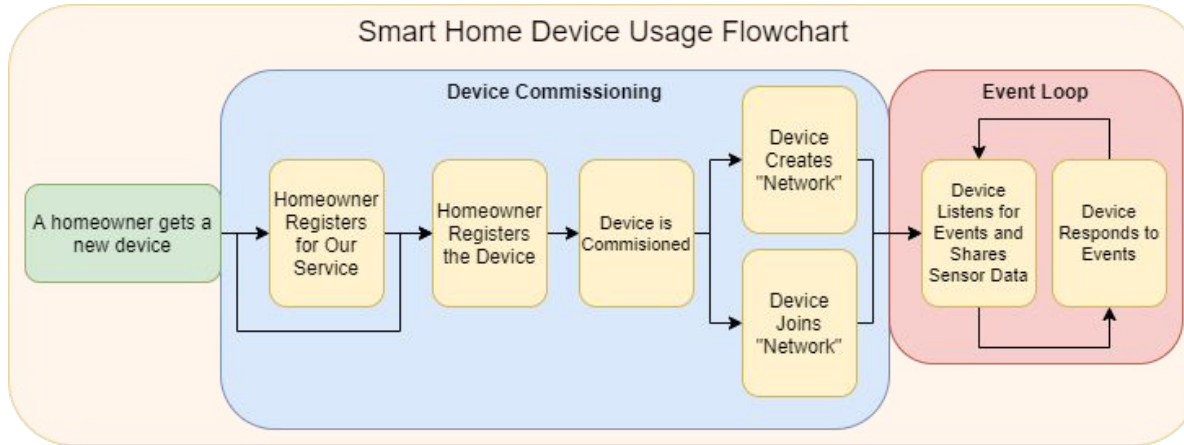 Smart Home Device Usage Flowchart
Device Commissioning
Event Loop
A homeowner gets a
new device
Homeowner
Registers
for Our
Service
Homeowner
Registers
the Device
Device is
Commisioned
Device
Creates
"Network"
Device
Joins
"Network"
Device
Listens for
Events and
Shares
Sensor Data
Device
Responds to
Events